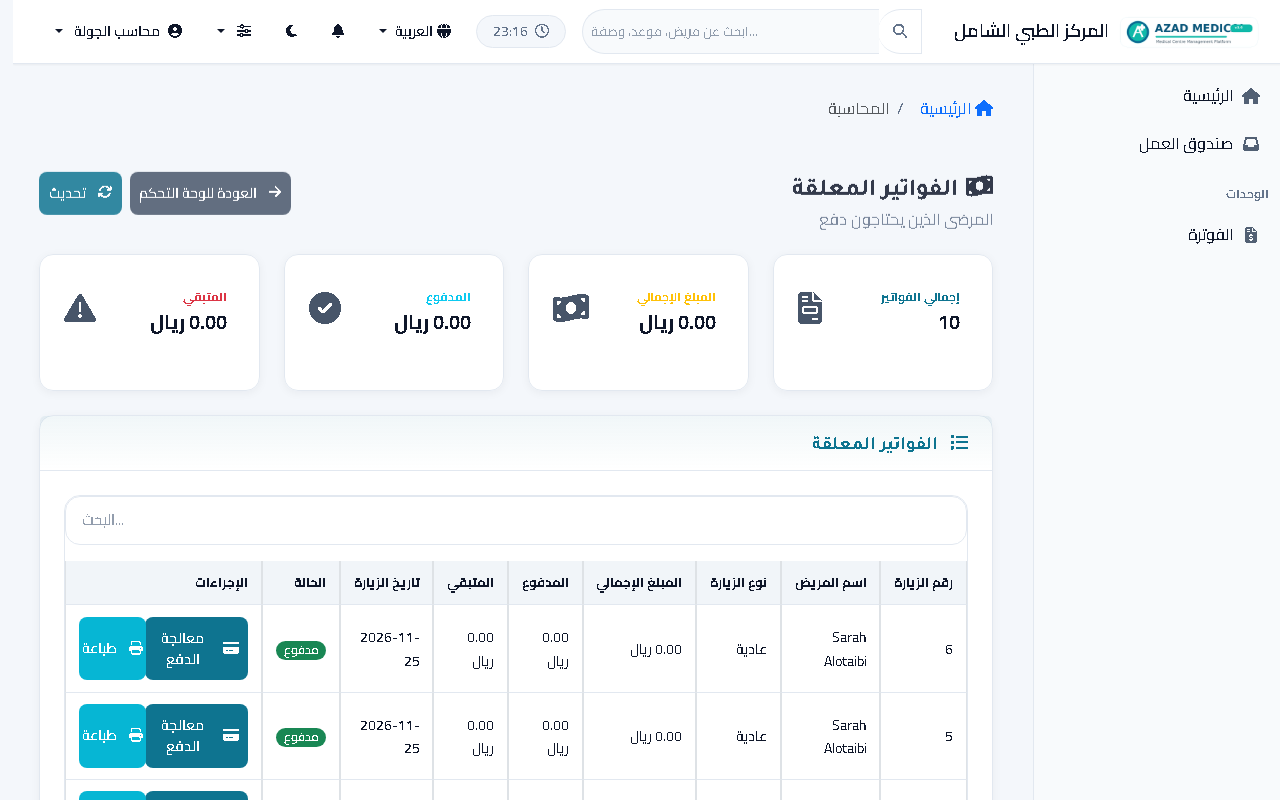 AZAD MEDIC
Medical Centre Management Platform
المركز الطبي الشامل
ابحث عن مريض، موعد، وصفة...
23:16
العربية
محاسب الجولة
الرئيسية
صندوق العمل
الوحدات
الفوترة
الرئيسية / المحاسبة
الفواتير المعلقة
المرضى الذين يحتاجون دفع
العودة للوحة التحكم
تحديث
إجمالي الفواتير
10
المبلغ الإجمالي
0.00 ريال
المدفوع
0.00 ريال
المتبقي
0.00 ريال
الفواتير المعلقة
البحث...
رقم الزيارة اسم المريض نوع الزيارة المبلغ الإجمالي المدفوع المتبقي تاريخ الزيارة الحالة الإجراءات
6 Sarah Alotaibi عادية 0.00 ريال 0.00 ريال 0.00 ريال 2026-11-25 مدفوع معالجة الدفع طباعة
5 Sarah Alotaibi عادية 0.00 ريال 0.00 ريال 0.00 ريال 2026-11-25 مدفوع معالجة الدفع طباعة